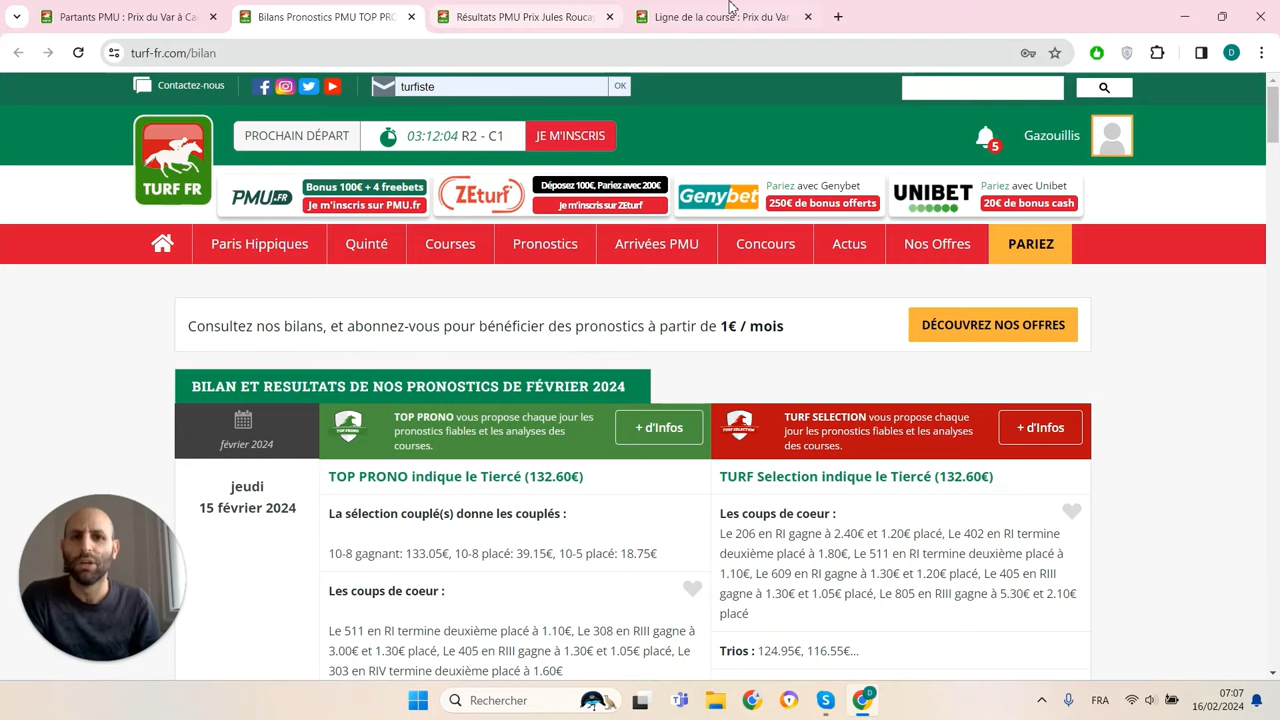 Partants PMU : Prix du Var à Ca
Bilans Pronostics PMU TOP PRO
Résultats PMU Prix Jules Roucay
Ligne de la course : Prix du Var
turf-fr.com/bilan
D
Contactez-nous
turfiste
OK
PROCHAIN DÉPART
03:12:04 R2 - C1
JE M'INSCRIS
5
Gazouillis
TURF FR
PMU.FR
Bonus 100€ + 4 freebets
Je m'inscris sur PMU.fr
ZEturf
Déposez 100€, Pariez avec 200€
Je m'inscris sur ZEturf
Genybet
Pariez avec Genybet
250€ de bonus offerts
UNIBET
Pariez avec Unibet
20€ de bonus cash
Paris Hippiques
Quinté
Courses
Pronostics
Arrivées PMU
Concours
Actus
Nos Offres
PARIEZ
Consultez nos bilans, et abonnez-vous pour bénéficier des pronostics à partir de 1€ / mois
DÉCOUVREZ NOS OFFRES
BILAN ET RESULTATS DE NOS PRONOSTICS DE FÉVRIER 2024
février 2024
TOP PRONO
TOP PRONO vous propose chaque jour les
pronostics fiables et les analyses des
courses.
+ d'Infos
TURF SELECTION
TURF SELECTION vous propose chaque
jour les pronostics fiables et les analyses
des courses.
+ d'Infos
jeudi
15 février 2024
TOP PRONO indique le Tiercé (132.60€)
La sélection couplé(s) donne les couplés :
10-8 gagnant: 133.05€, 10-8 placé: 39.15€, 10-5 placé: 18.75€
Les coups de coeur :
Le 511 en RI termine deuxième placé à 1.10€, Le 308 en RIII gagne à
3.00€ et 1.30€ placé, Le 405 en RIII gagne à 1.30€ et 1.05€ placé, Le
303 en RIV termine deuxième placé à 1.60€
TURF Selection indique le Tiercé (132.60€)
Les coups de coeur :
Le 206 en RI gagne à 2.40€ et 1.20€ placé, Le 402 en RI termine
deuxième placé à 1.80€, Le 511 en RI termine deuxième placé à
1.10€, Le 609 en RI gagne à 1.30€ et 1.20€ placé, Le 405 en RIII
gagne à 1.30€ et 1.05€ placé, Le 805 en RIII gagne à 5.30€ et 2.10€
placé
Trios : 124.95€, 116.55€...
Rechercher
FRA
07:07
16/02/2024